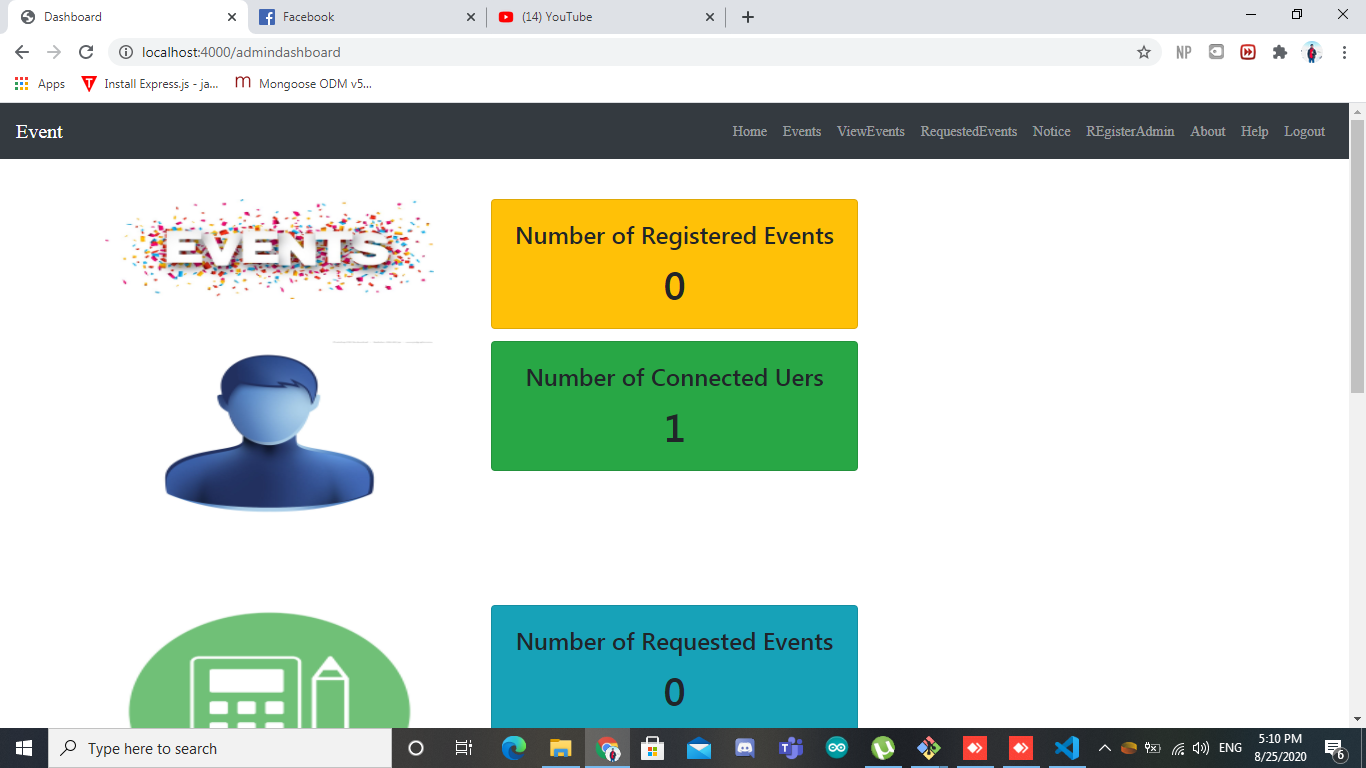 Dashboard
Facebook
(14) YouTube
localhost:4000/admindashboard
NP
Apps
Install Express.js - ja...
Mongoose ODM v5...
Event
Home Events ViewEvents RequestedEvents Notice REgisterAdmin About Help Logout
EVENTS
Number of Registered Events
0
Number of Connected Uers
1
Number of Requested Events
0
Type here to search
ENG
5:10 PM
8/25/2020
6